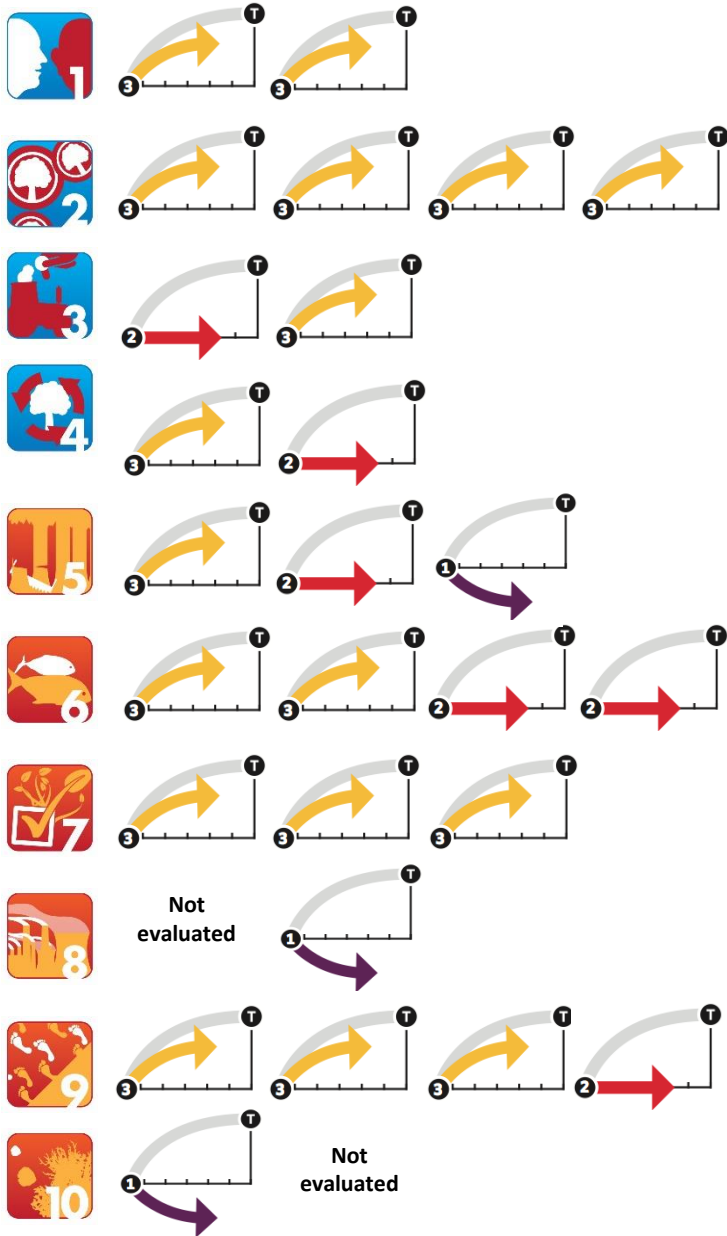 1 3 T 3 T
2 3 T 3 T 3 T 3 T
3 2 T 3 T
4 3 T 2 T
5 3 T 2 T 1 T
6 3 T 3 T 2 T 2 T
7 3 T 3 T 3 T
8 Not
evaluated
1 T
9 3 T 3 T 3 T 2 T
10 1 T Not
evaluated